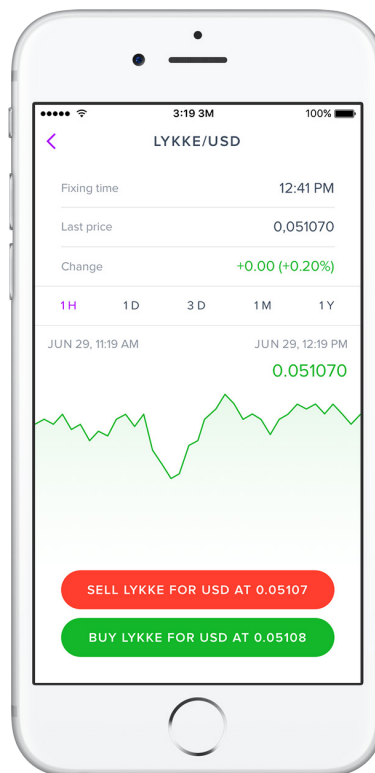 3:19 3M 100%
LYKKE/USD
Fixing time 12:41 PM
Last price 0,051070
Change +0.00 (+0.20%)
1 H 1 D 3 D 1 M 1 Y
JUN 29, 11:19 AM JUN 29, 12:19 PM
0.051070
SELL LYKKE FOR USD AT 0.05107
BUY LYKKE FOR USD AT 0.05108